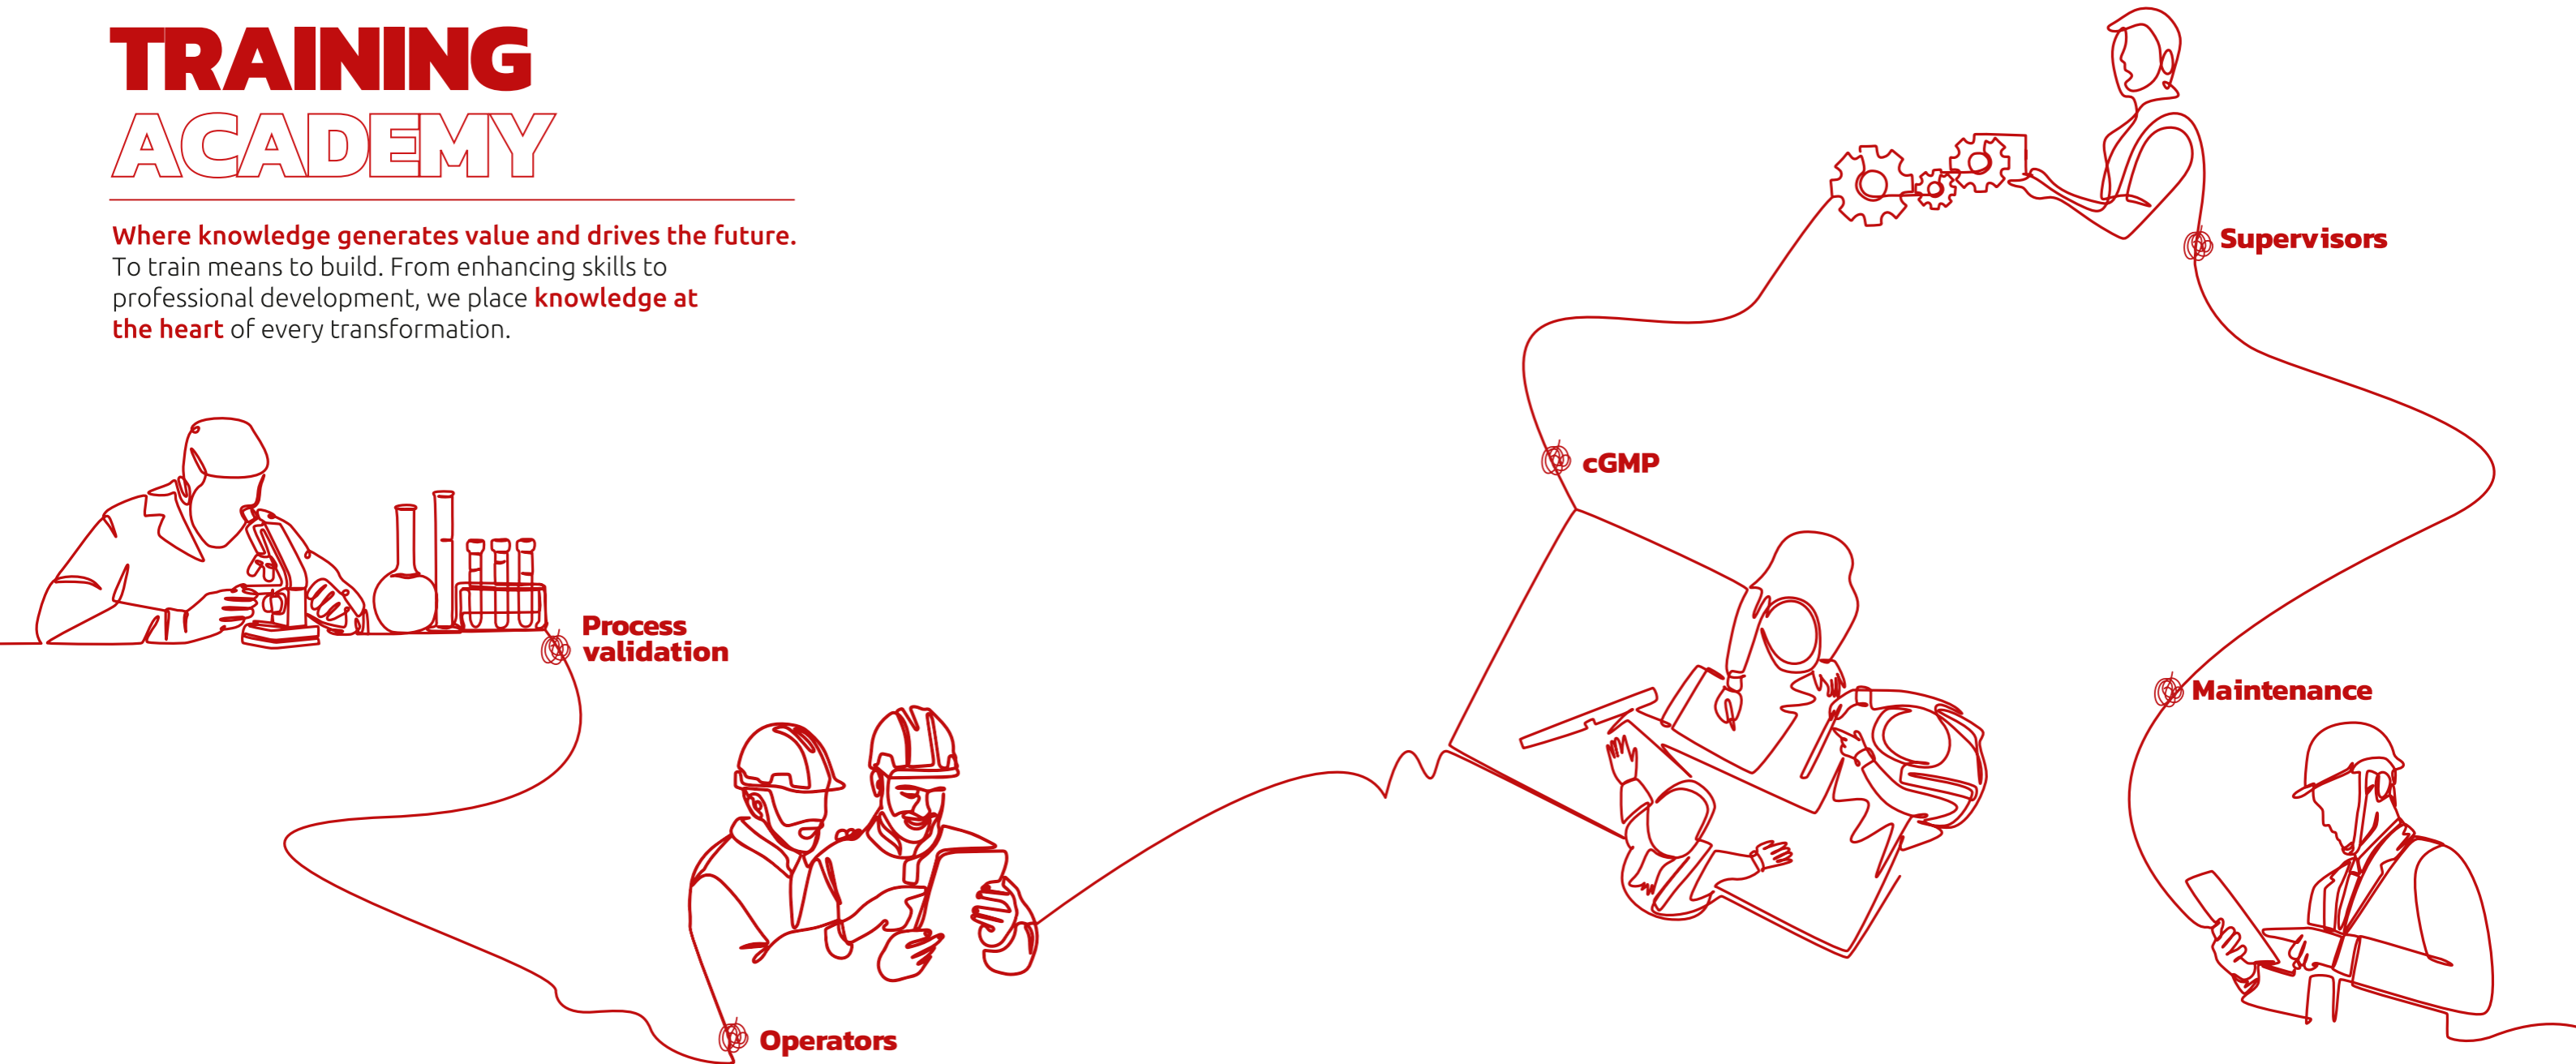 TRAINING
ACADEMY
Where knowledge generates value and drives the future.
To train means to build. From enhancing skills to
professional development, we place knowledge at
the heart of every transformation.
Supervisors
cGMP
Process
validation
Maintenance
Operators